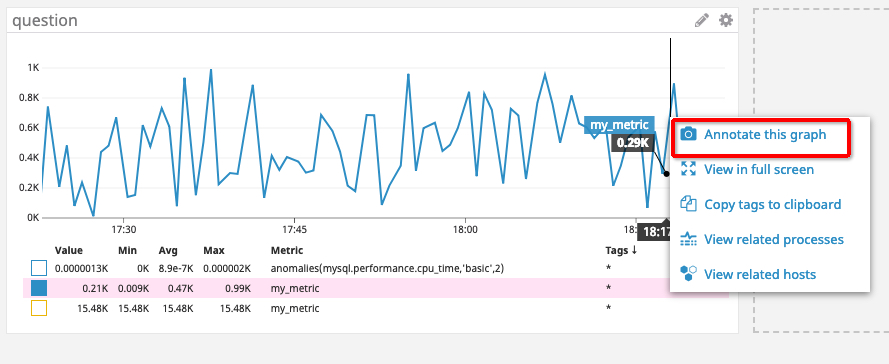 question
1K
0.8K
0.6K
0.4K
0.2K
0K
my_metric
0.29K
17:30
17:45
18:00
18:17
Annotate this graph
View in full screen
Copy tags to clipboard
View related processes
View related hosts
Value Min Avg Max Metric Tags ↓
0.0000013K 0K 8.9e-7K 0.000002K anomalies(mysql.performance.cpu_time,'basic',2) *
0.21K 0.009K 0.47K 0.99K my_metric *
15.48K 15.48K 15.48K 15.48K my_metric *